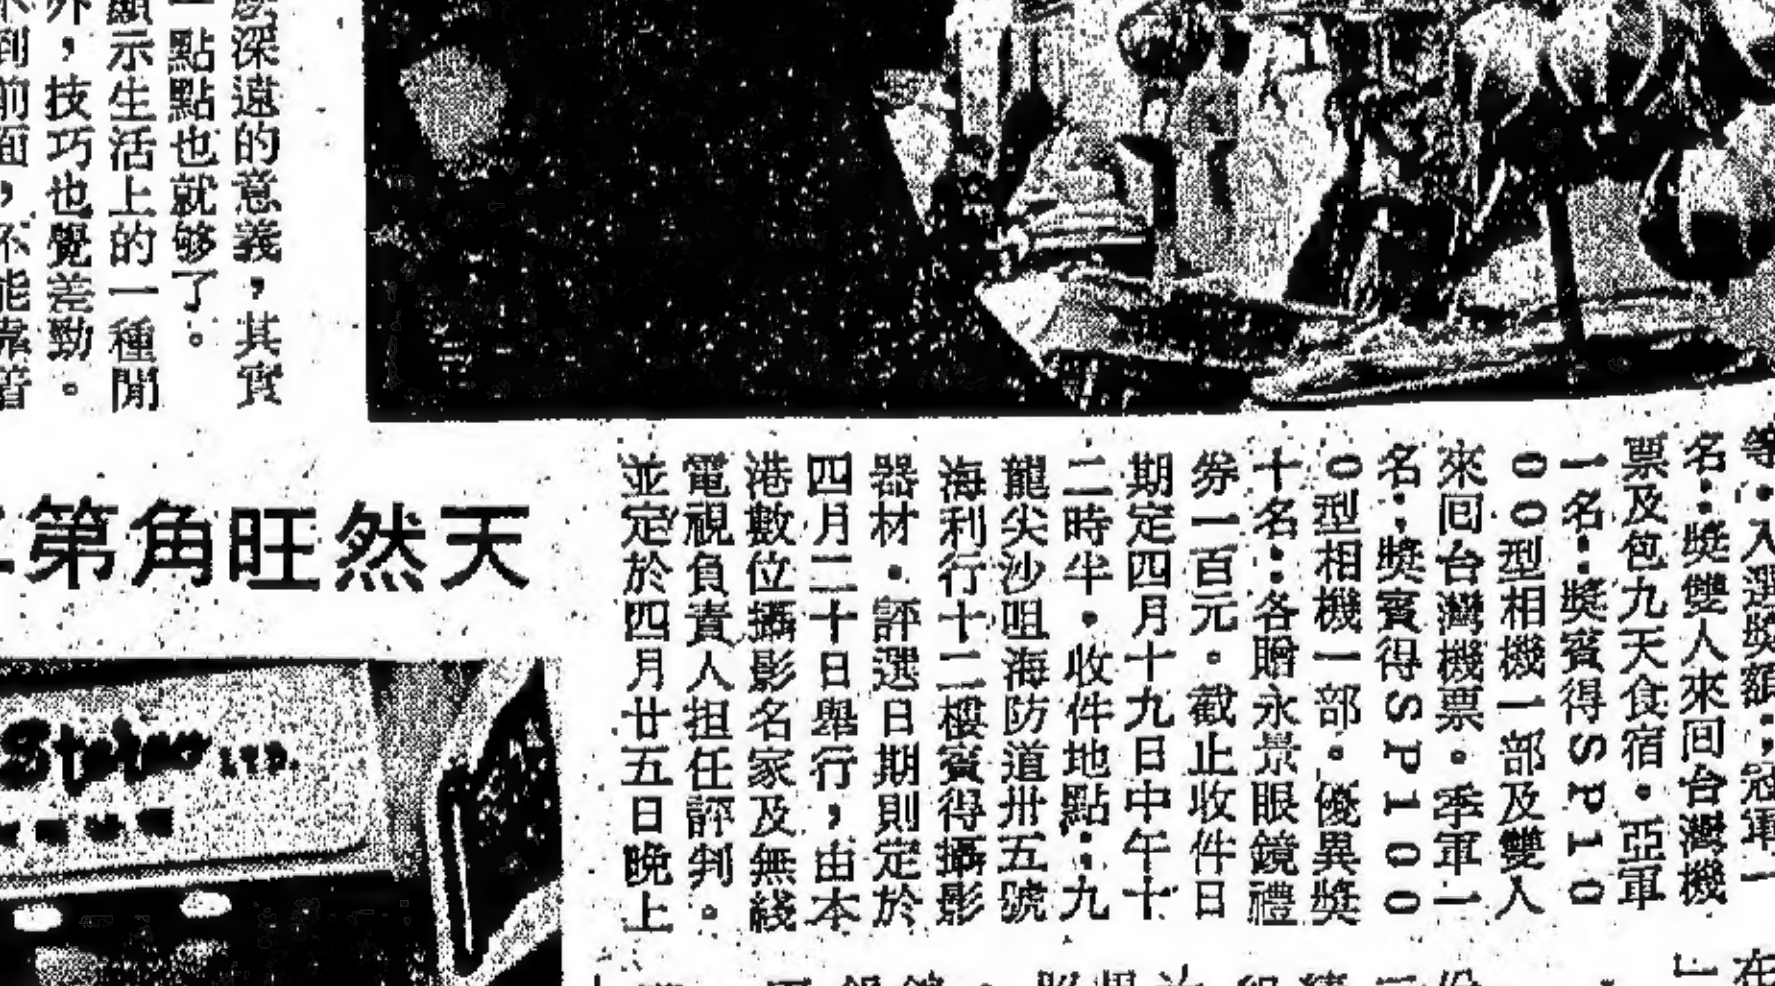 等．入選獎額：冠軍一
名：獎雙人來回台灣機
票及包九天食宿。亞軍
一名：獎賓得SP10
00型相機一部及雙人
來回台灣機票。季軍一
名：獎賓得SP100
0型相機一部。優異獎
十名：各贈永景眼鏡禮
券一百元。截止收件日
期定四月十九日中午十
二時半。收件地點：九
龍尖沙咀海防道卅五號
海利行十二樓賓得攝影
器材。評選日期則定於
四月二十日舉行，由本
港數位攝影名家及無綫
電視負責人担任評判。
並定於四月廿五日晚上
深遠的意義，其實
一點點也就够了。
顯示生活上的一種閒
外，技巧也覺差勁。
到前面，不能靠着
天然旺角第
Stereo LTD.